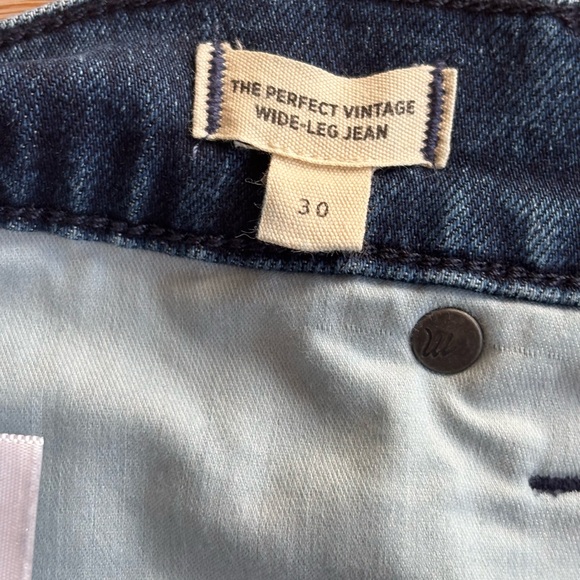 THE PERFECT VINTAGE
WIDE-LEG JEAN
30